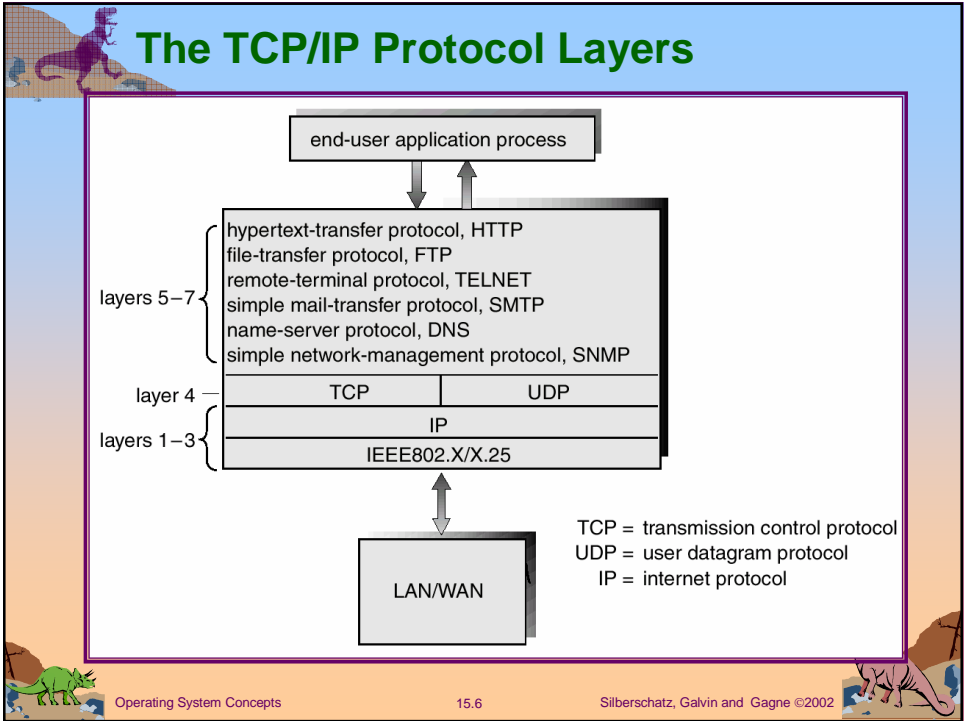 The TCP/IP Protocol Layers
end-user application process
hypertext-transfer protocol, HTTP
file-transfer protocol, FTP
remote-terminal protocol, TELNET
simple mail-transfer protocol, SMTP
name-server protocol, DNS
simple network-management protocol, SNMP
layers 5–7
layer 4
TCP
UDP
layers 1–3
IP
IEEE802.X/X.25
LAN/WAN
TCP = transmission control protocol
UDP = user datagram protocol
IP = internet protocol
Operating System Concepts
15.6
Silberschatz, Galvin and Gagne ©2002